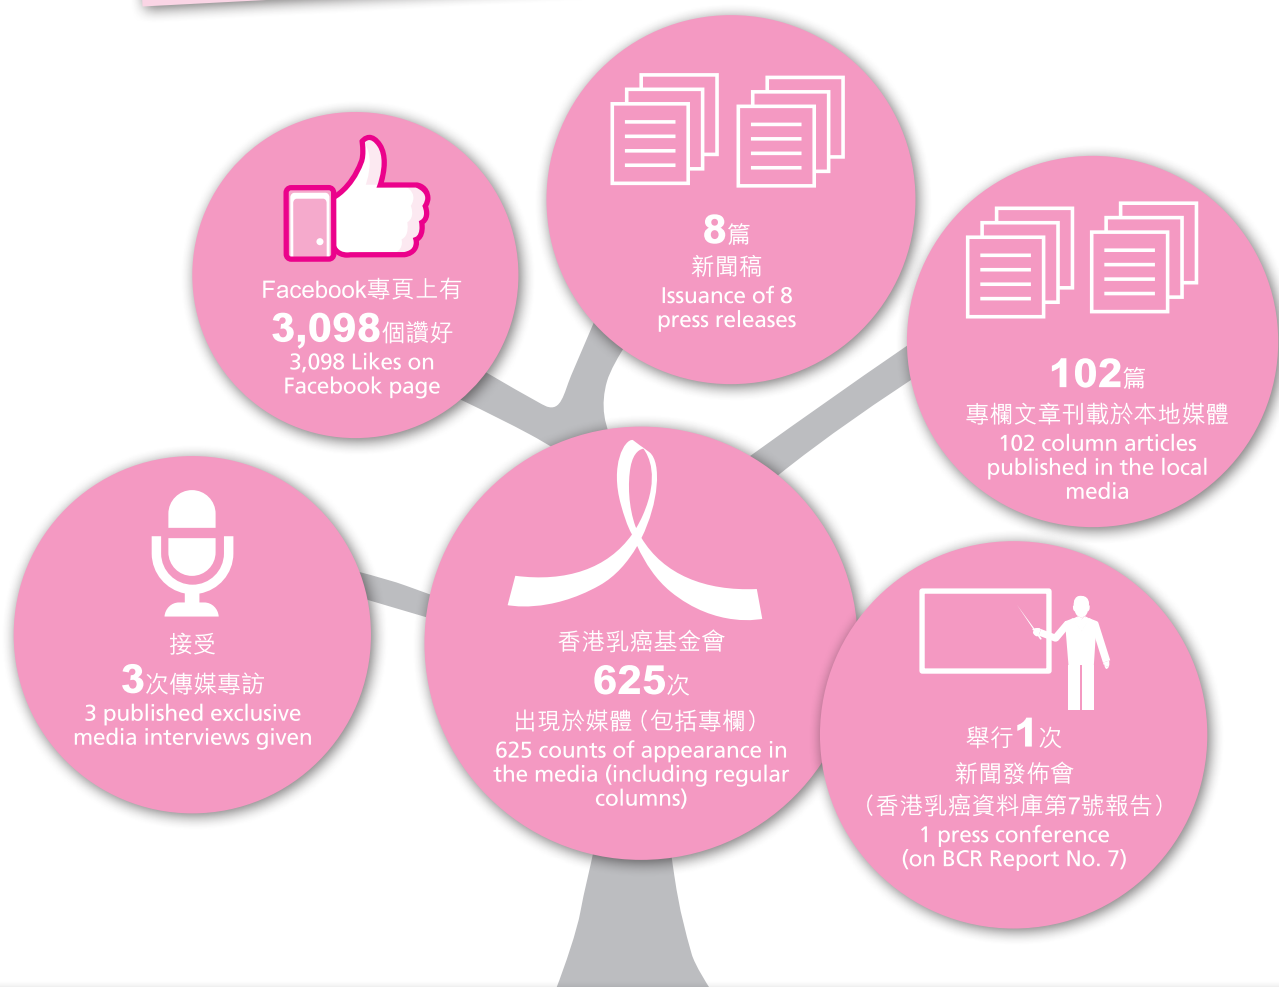 8篇
新聞稿
Issuance of 8
press releases
Facebook專頁上有
3,098個讚好
3,098 Likes on
Facebook page
102篇
專欄文章刊載於本地媒體
102 column articles
published in the local
media
接受
3次傳媒專訪
3 published exclusive
media interviews given
香港乳癌基金會
625次
出現於媒體（包括專欄）
625 counts of appearance in
the media (including regular
columns)
舉行1次
新聞發佈會
（香港乳癌資料庫第7號報告）
1 press conference
(on BCR Report No. 7)